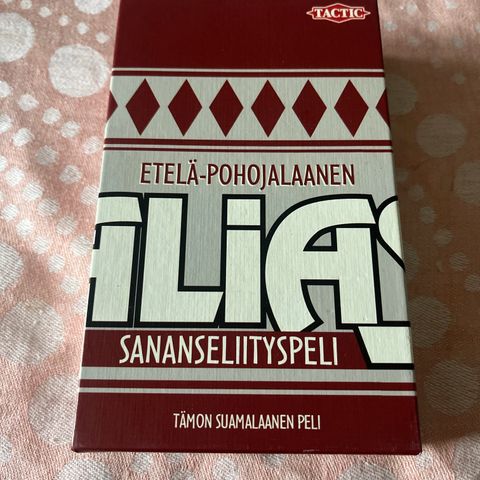 TACTIC
ETELÄ-POHOJALAANEN
ALIAS
SANANSELIITYSPELI
TÄMON SUAMALAANEN PELI